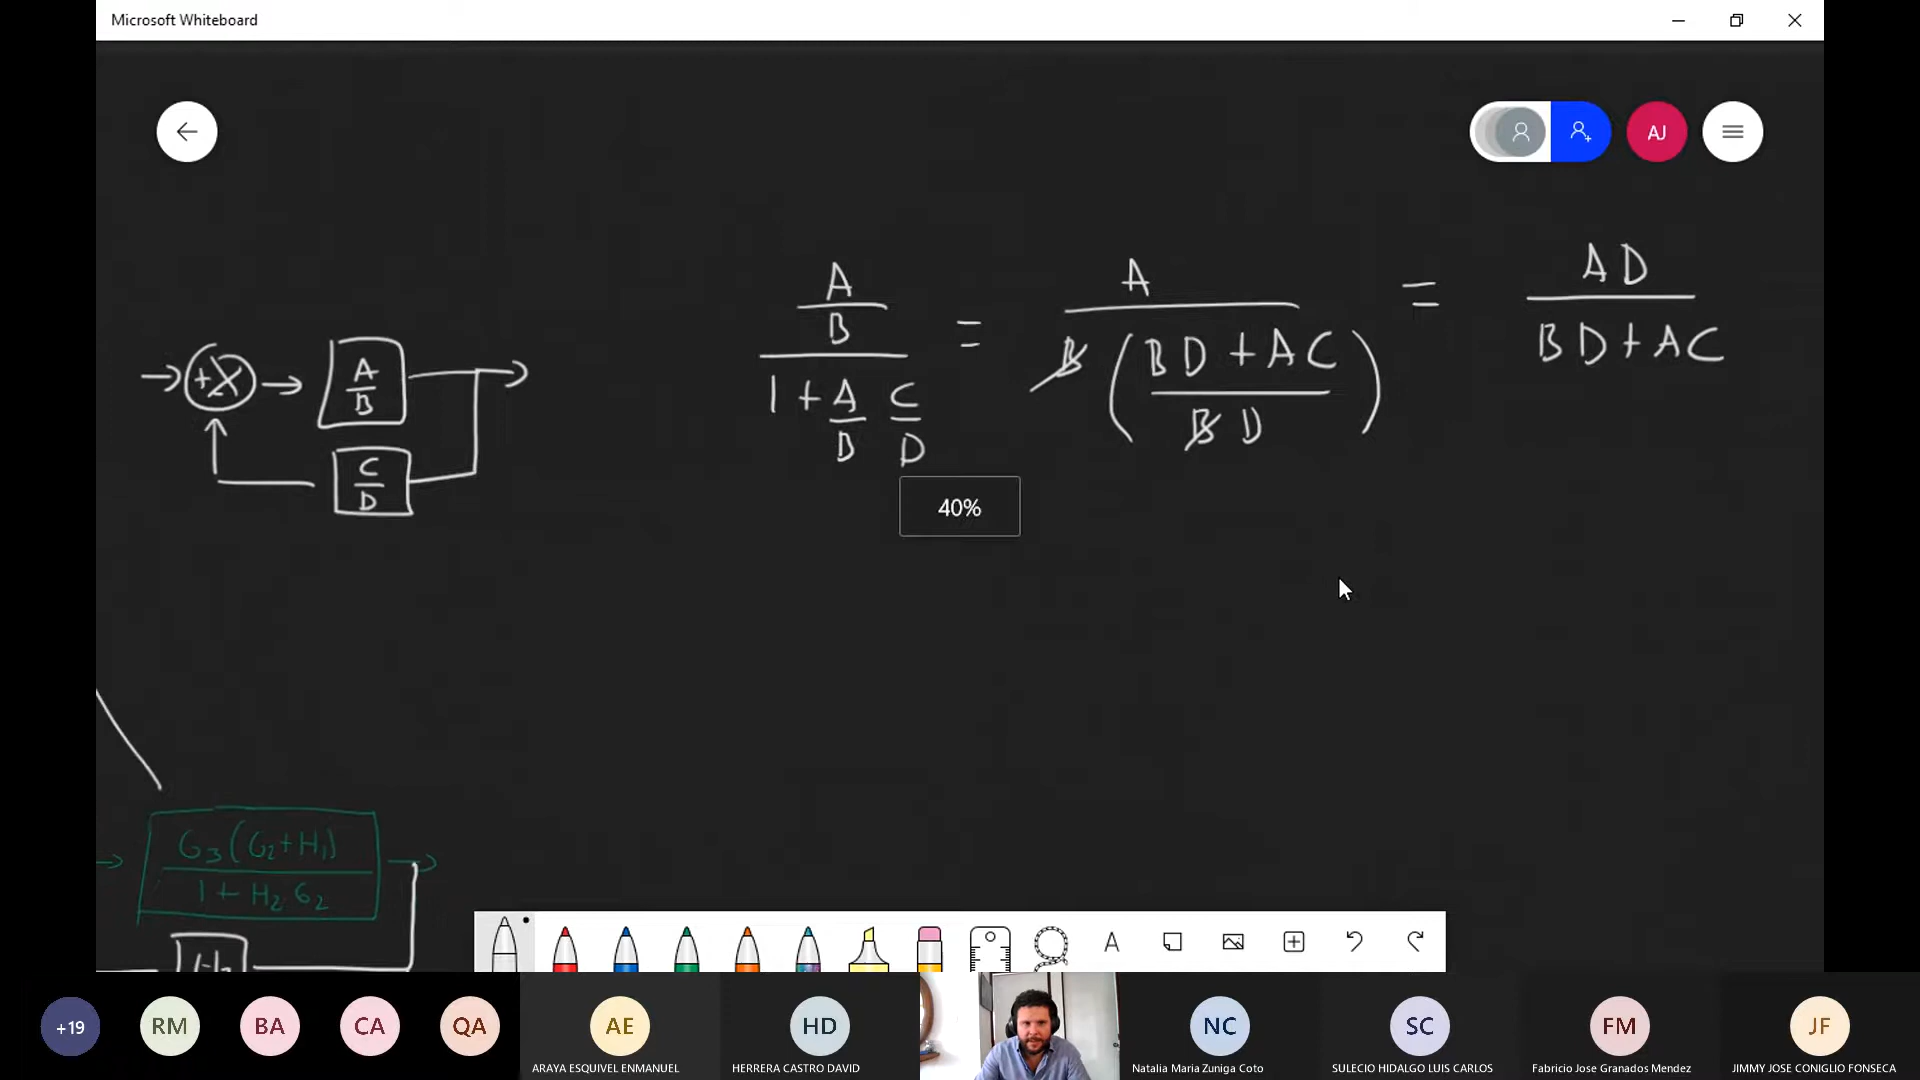 Microsoft Whiteboard
AJ
A
B
1 + A C
B D
=
A
B ( BD + AC )
B D
=
AD
BD + AC
+
A
B
C
D
40%
G3(G2+H1)
1 + H2 G2
A
+19
RM
BA
CA
QA
AE
HD
NC
SC
FM
JF
ARAYA ESQUIVEL ENMANUEL
HERRERA CASTRO DAVID
Natalia Maria Zuniga Coto
SULECIO HIDALGO LUIS CARLOS
Fabricio Jose Granados Mendez
JIMMY JOSE CONIGLIO FONSECA